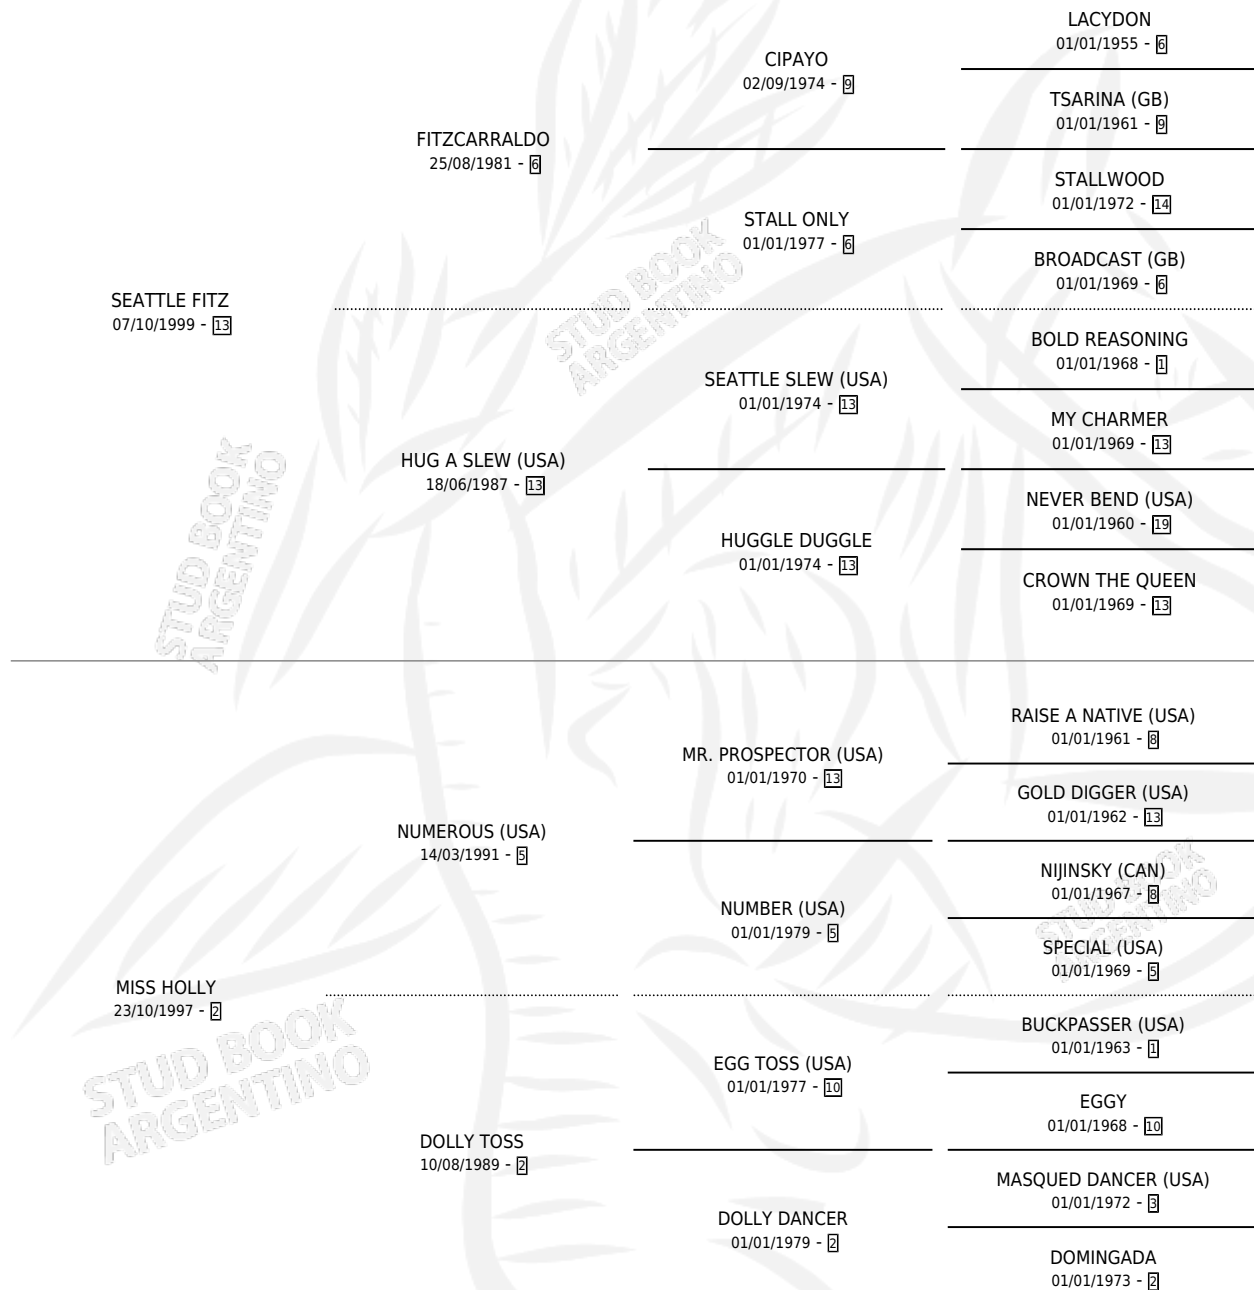 LACYDON
01/01/1955 - 6
CIPAYO
02/09/1974 - 9
TSARINA (GB)
01/01/1961 - 9
FITZCARRALDO
25/08/1981 - 6
STALLWOOD
01/01/1972 - 14
STALL ONLY
01/01/1977 - 6
BROADCAST (GB)
01/01/1969 - 6
SEATTLE FITZ
07/10/1999 - 13
STUD BOOK
ARGENTINO
BOLD REASONING
01/01/1968 - 1
SEATTLE SLEW (USA)
01/01/1974 - 13
MY CHARMER
01/01/1969 - 13
HUG A SLEW (USA)
18/06/1987 - 13
NEVER BEND (USA)
01/01/1960 - 19
HUGGLE DUGGLE
01/01/1974 - 13
CROWN THE QUEEN
01/01/1969 - 13
STUD BOOK
ARGENTINO
RAISE A NATIVE (USA)
01/01/1961 - 8
MR. PROSPECTOR (USA)
01/01/1970 - 13
GOLD DIGGER (USA)
01/01/1962 - 13
NUMEROUS (USA)
14/03/1991 - 5
NIJINSKY (CAN)
01/01/1967 - 8
NUMBER (USA)
01/01/1979 - 5
STUD BOOK
ARGENTINO
SPECIAL (USA)
01/01/1969 - 5
MISS HOLLY
23/10/1997 - 2
STUD BOOK
ARGENTINO
BUCKPASSER (USA)
01/01/1963 - 1
EGG TOSS (USA)
01/01/1977 - 10
EGGY
01/01/1968 - 10
DOLLY TOSS
10/08/1989 - 2
MASQUED DANCER (USA)
01/01/1972 - 3
DOLLY DANCER
01/01/1979 - 2
DOMINGADA
01/01/1973 - 2